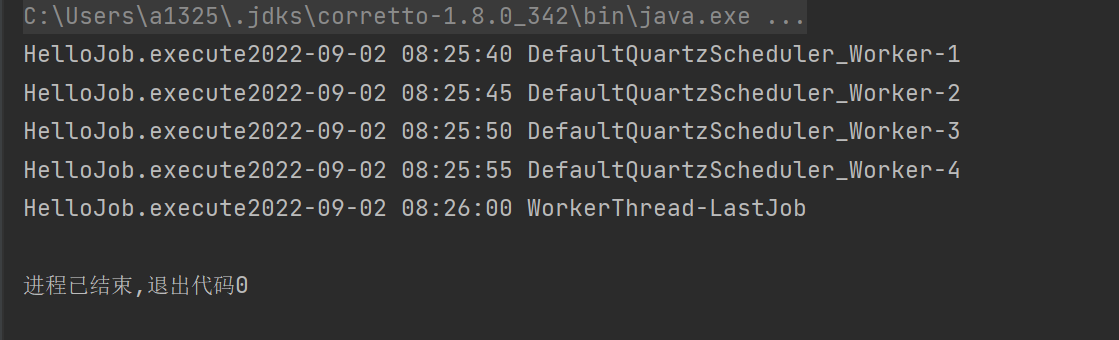 C:\Users\a1325\.jdks\corretto-1.8.0_342\bin\java.exe ...
HelloJob.execute2022-09-02 08:25:40 DefaultQuartzScheduler_Worker-1
HelloJob.execute2022-09-02 08:25:45 DefaultQuartzScheduler_Worker-2
HelloJob.execute2022-09-02 08:25:50 DefaultQuartzScheduler_Worker-3
HelloJob.execute2022-09-02 08:25:55 DefaultQuartzScheduler_Worker-4
HelloJob.execute2022-09-02 08:26:00 WorkerThread-LastJob
进程已结束,退出代码0